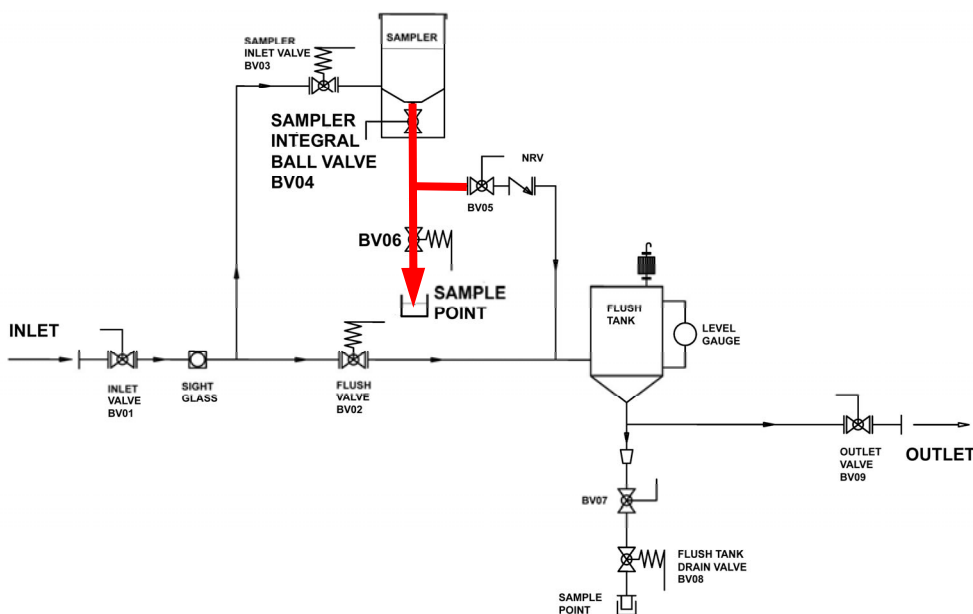 SAMPLER
INLET VALVE
BV03
SAMPLER
SAMPLER
INTEGRAL
BALL VALVE
BV04
NRV
BV05
BV06
SAMPLE
POINT
FLUSH
TANK
LEVEL
GAUGE
INLET
INLET
VALVE
BV01
SIGHT
GLASS
FLUSH
VALVE
BV02
OUTLET
VALVE
BV09
OUTLET
BV07
FLUSH TANK
DRAIN VALVE
BV08
SAMPLE
POINT